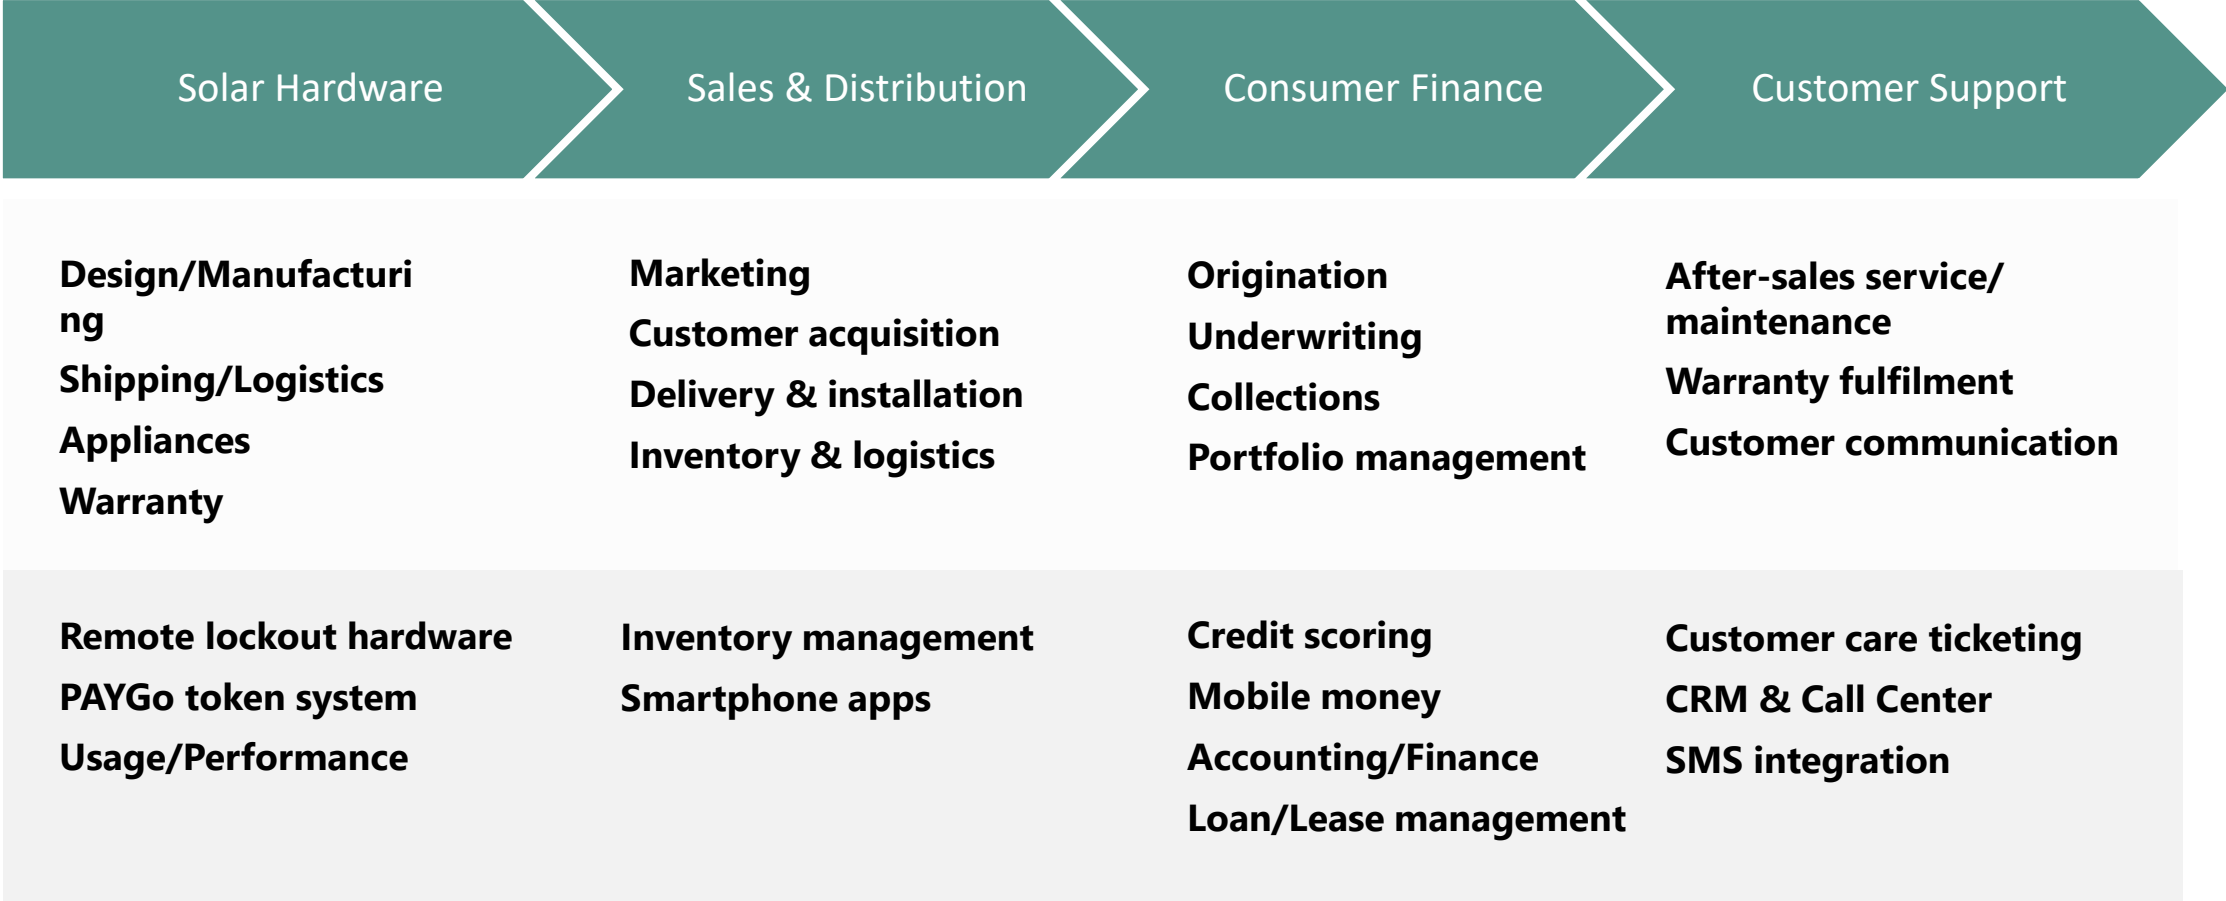 Solar Hardware
Sales & Distribution
Consumer Finance
Customer Support
Design/Manufacturi
ng
Shipping/Logistics
Appliances
Warranty
Marketing
Customer acquisition
Delivery & installation
Inventory & logistics
Origination
Underwriting
Collections
Portfolio management
After-sales service/
maintenance
Warranty fulfilment
Customer communication
Remote lockout hardware
PAYGo token system
Usage/Performance
Inventory management
Smartphone apps
Credit scoring
Mobile money
Accounting/Finance
Loan/Lease management
Customer care ticketing
CRM & Call Center
SMS integration